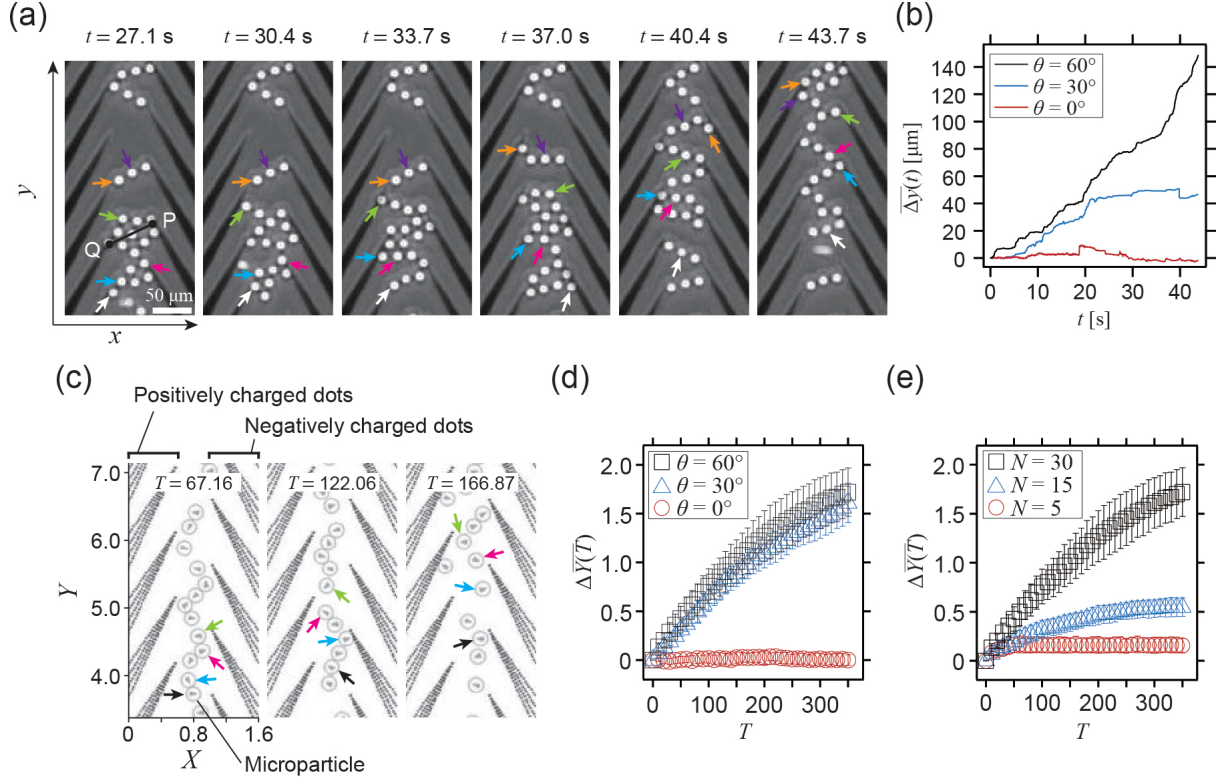 (a)
t = 27.1 s
t = 30.4 s
t = 33.7 s
t = 37.0 s
t = 40.4 s
t = 43.7 s
y
P
Q
50 µm
x
(b)
140
120
100
80
60
40
20
0
θ = 60°
θ = 30°
θ = 0°
Δy(t) [µm]
0 10 20 30 40
t [s]
(c)
Positively charged dots
Negatively charged dots
7.0
6.0
5.0
4.0
Y
T = 67.16
T = 122.06
T = 166.87
0 0.8 1.6
X
Microparticle
(d)
2.0
1.5
1.0
0.5
0
θ = 60°
θ = 30°
θ = 0°
ΔY(T)
0 100 200 300
T
(e)
2.0
1.5
1.0
0.5
0
N = 30
N = 15
N = 5
ΔY(T)
0 100 200 300
T